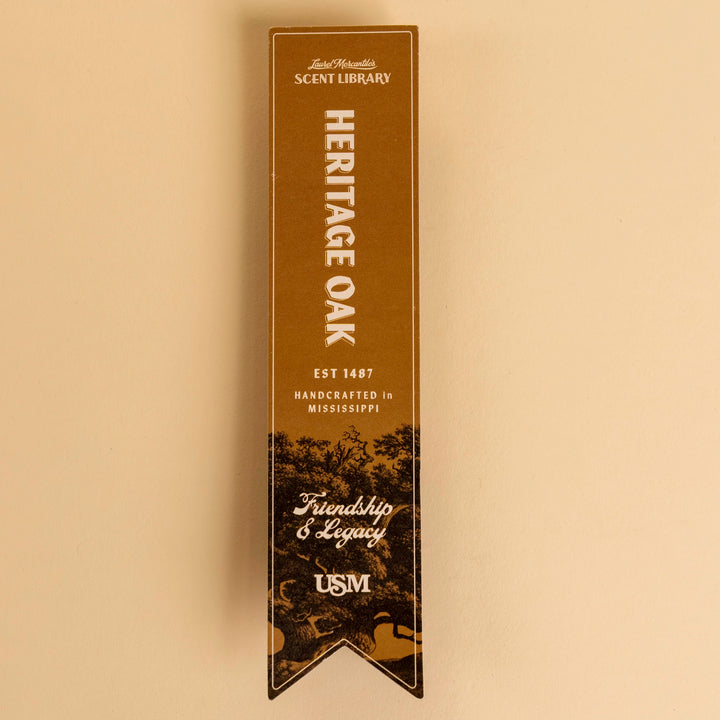 Laurel Mercantile's
SCENT LIBRARY
HERITAGE OAK
EST 1487
HANDCRAFTED in
MISSISSIPPI
Friendship
& Legacy
USM